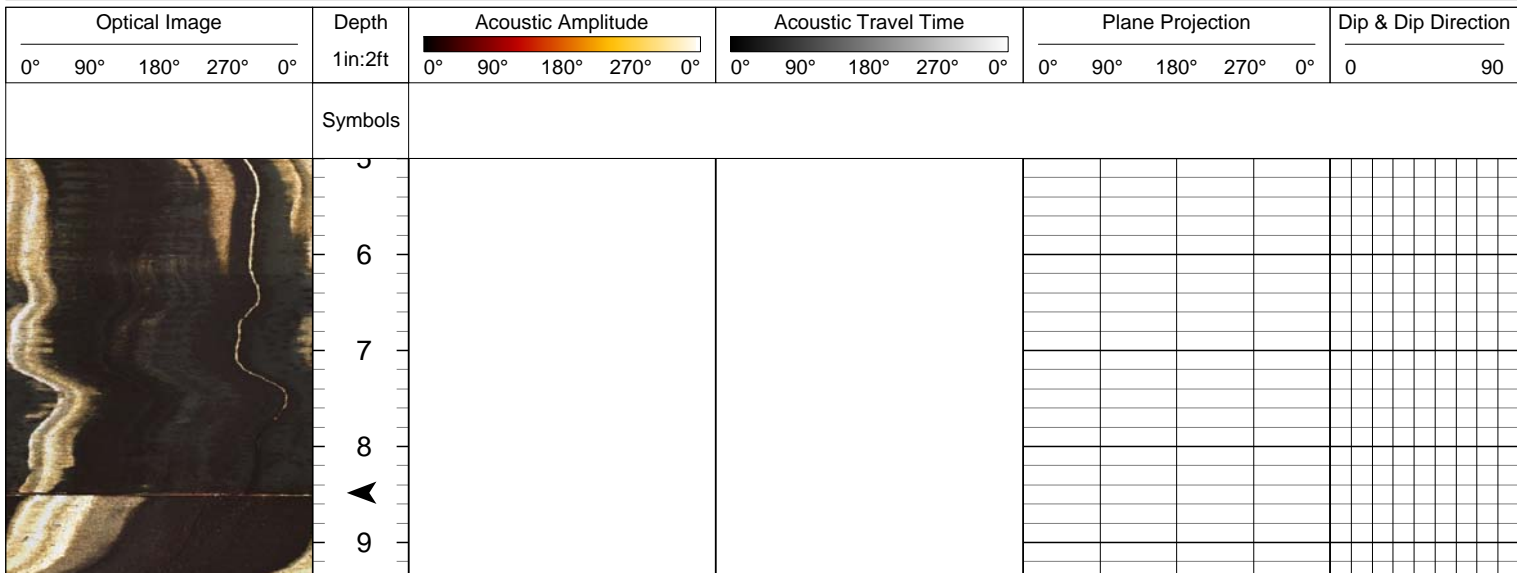 Optical Image
0° 90° 180° 270° 0°
Depth
1in:2ft
Acoustic Amplitude
0° 90° 180° 270° 0°
Acoustic Travel Time
0° 90° 180° 270° 0°
Plane Projection
0° 90° 180° 270° 0°
Dip & Dip Direction
0 90
Symbols
6
7
8
9